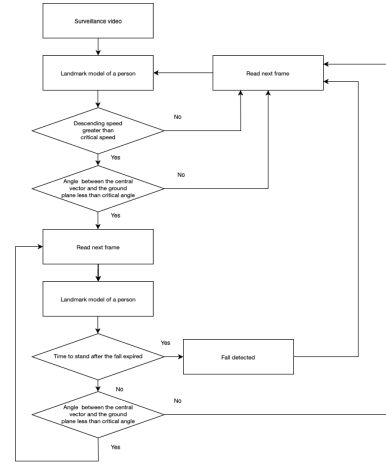 Surveillance video
Landmark model of a person
Read next frame
No
Descending speed
greater than
critical speed
Yes
No
Angle between the central
vector and the ground
plane less than critical angle
Yes
Read next frame
Landmark model of a person
Yes
Time to stand after the fall expired
Fall detected
No
No
Angle between the central
vector and the ground
plane less than critical angle
Yes